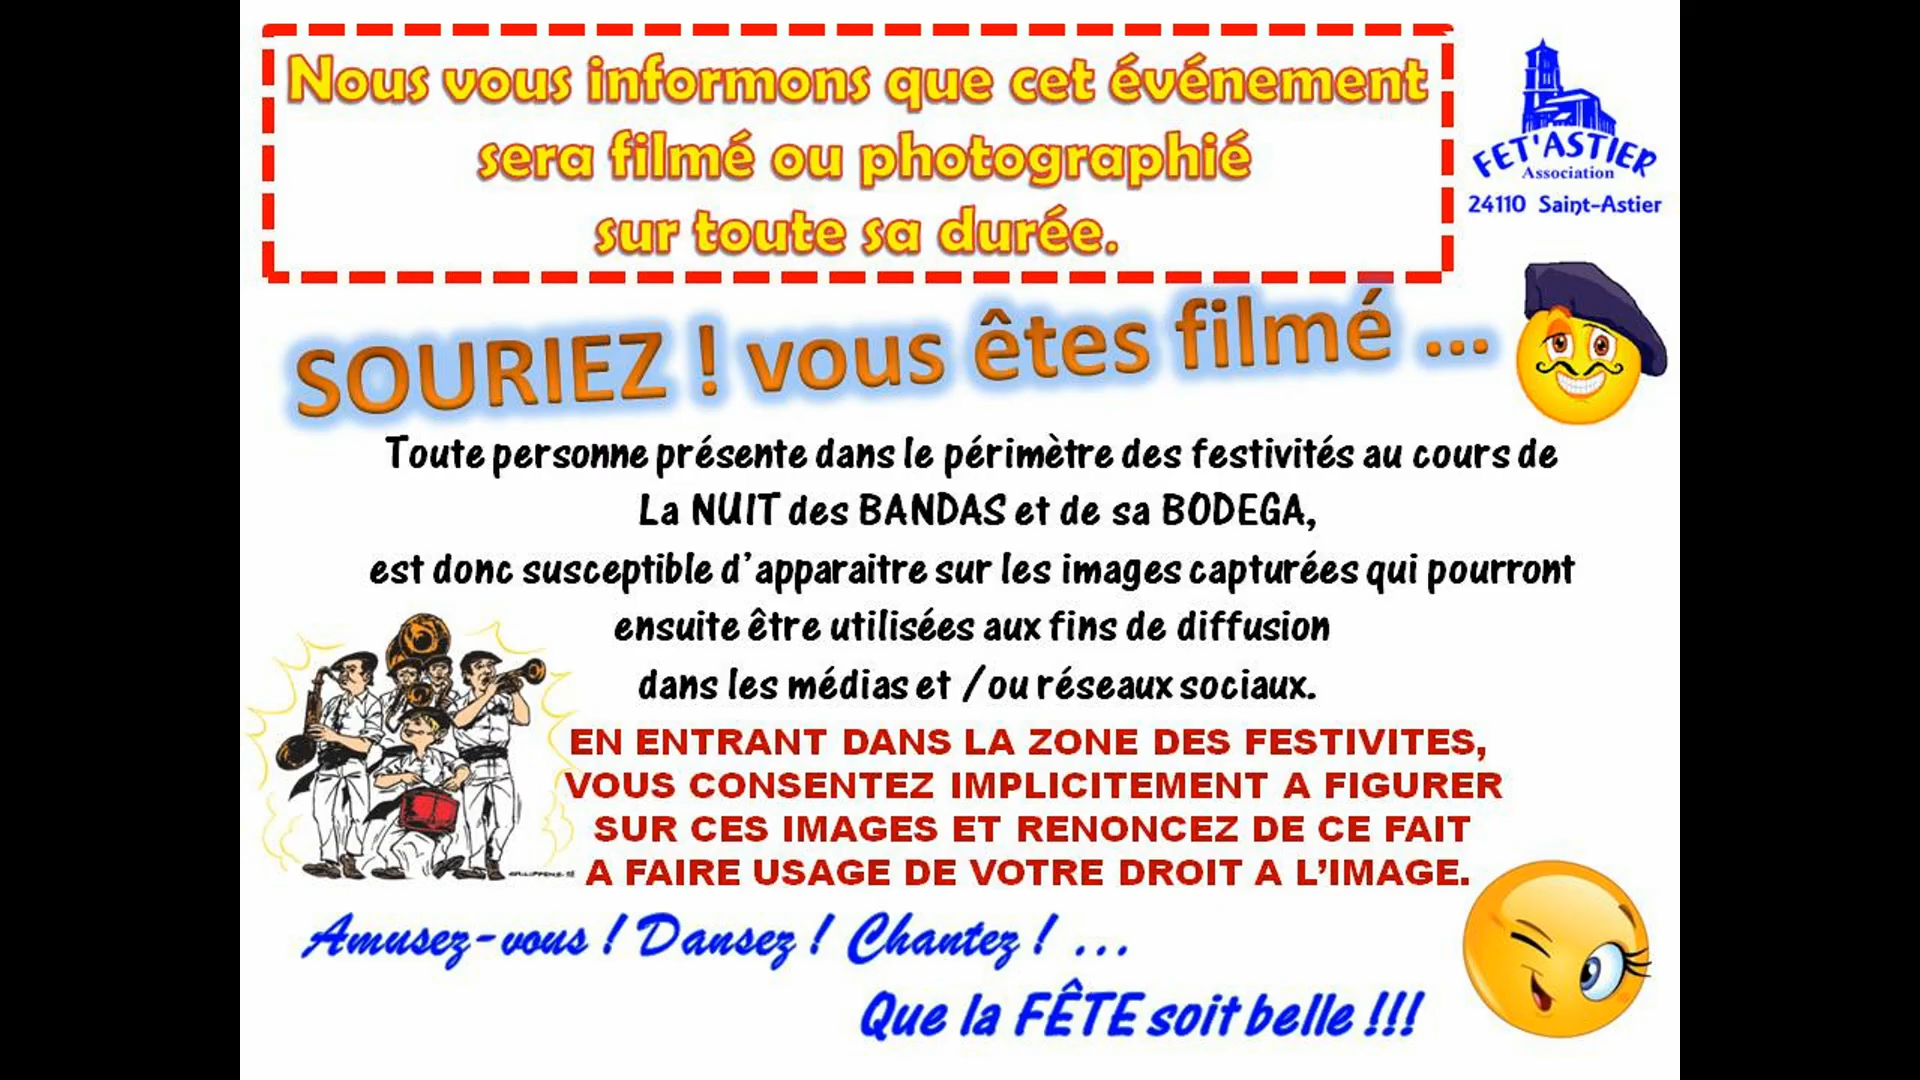 Nous vous informons que cet événement
sera filmé ou photographié
sur toute sa durée.
FET'ASTIER
Association
24110 Saint-Astier
SOURIEZ ! vous êtes filmé ...
Toute personne présente dans le périmètre des festivités au cours de
La NUIT des BANDAS et de sa BODEGA,
est donc susceptible d'apparaitre sur les images capturées qui pourront
ensuite être utilisées aux fins de diffusion
dans les médias et /ou réseaux sociaux.
EN ENTRANT DANS LA ZONE DES FESTIVITES,
VOUS CONSENTEZ IMPLICITEMENT A FIGURER
SUR CES IMAGES ET RENONCEZ DE CE FAIT
A FAIRE USAGE DE VOTRE DROIT A L'IMAGE.
Amusez-vous ! Dansez ! Chantez ! ...
Que la FÊTE soit belle !!!